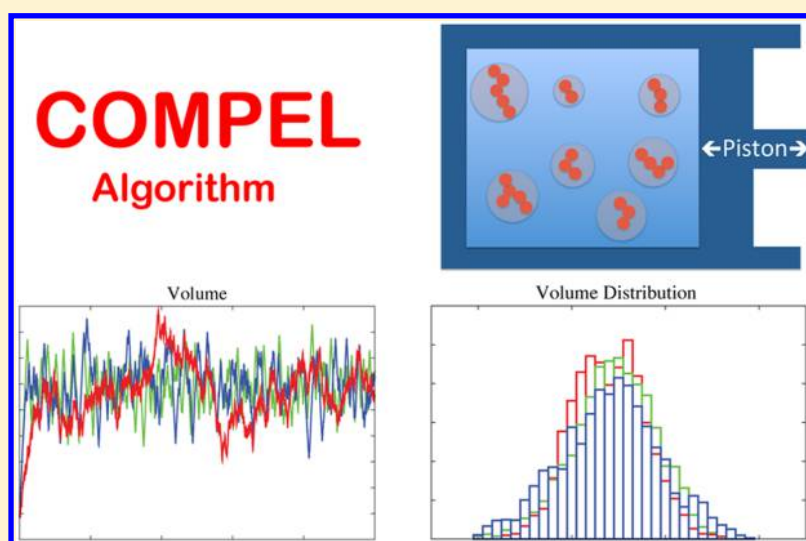 COMPEL
Algorithm
Piston
Volume
Volume Distribution